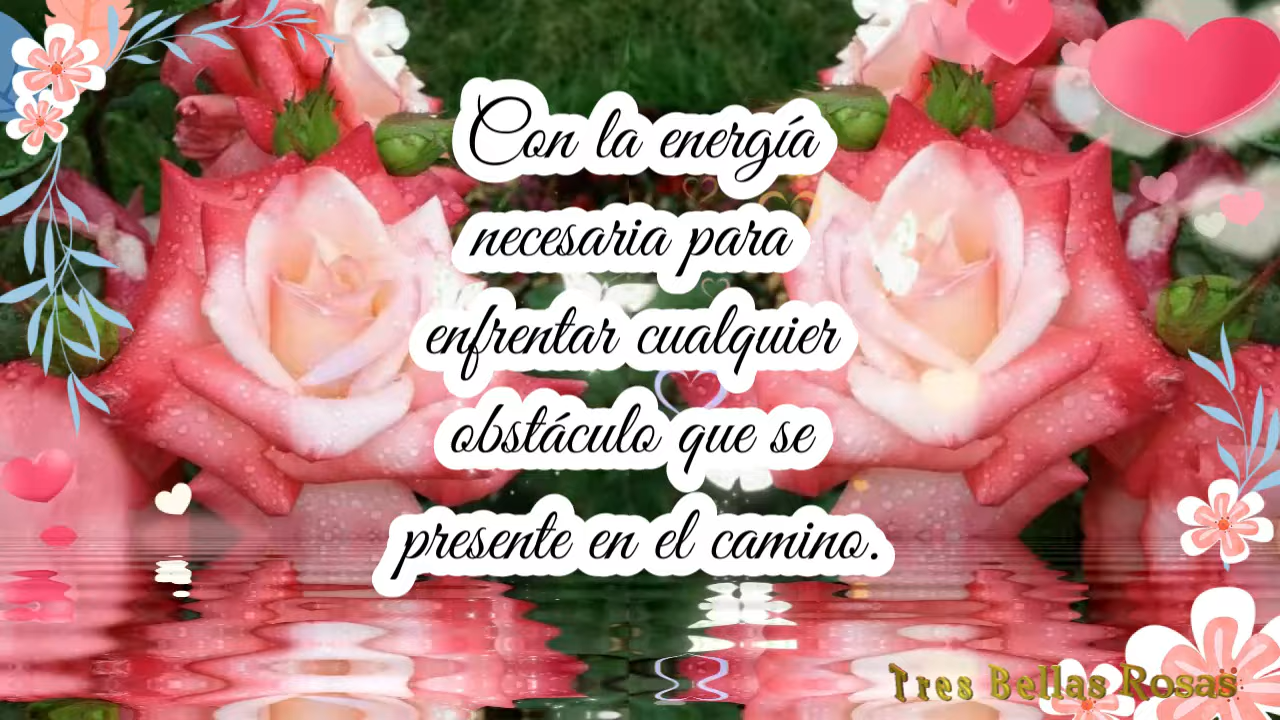 Con la energía
necesaria para
enfrentar cualquier
obstáculo que se
presente en el camino.
Tres Bellas Rosas